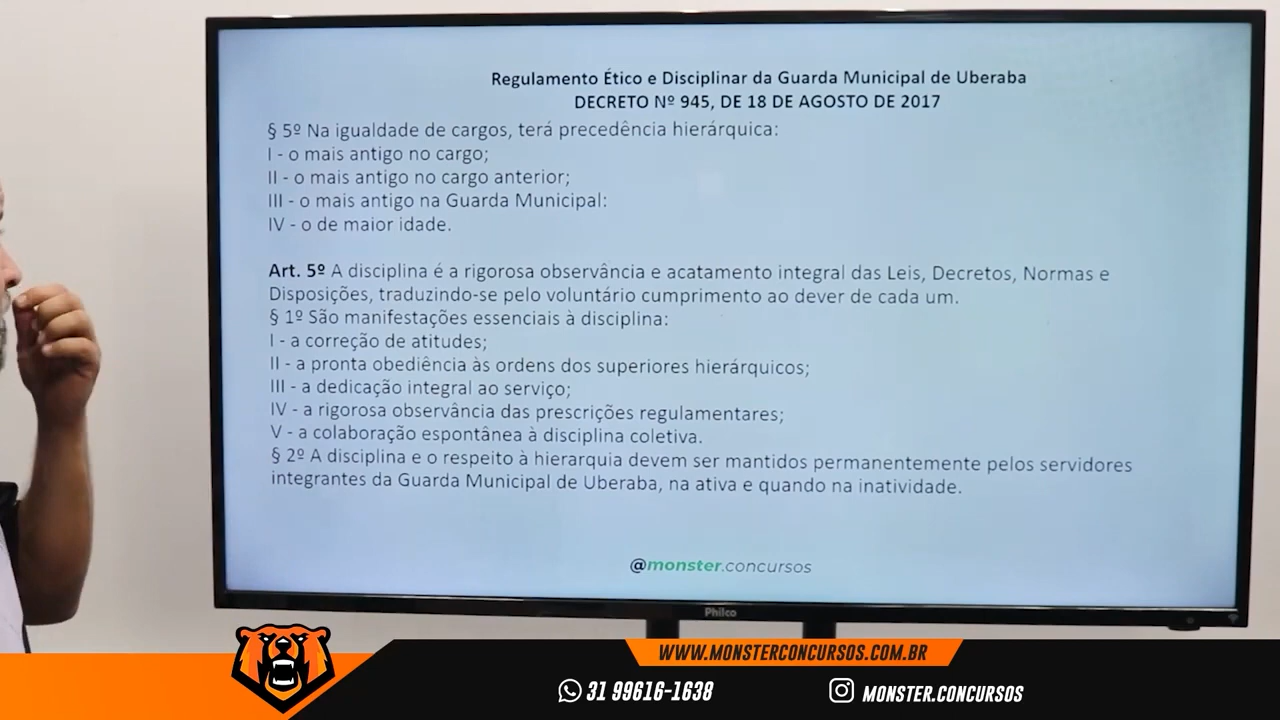 Regulamento Ético e Disciplinar da Guarda Municipal de Uberaba
DECRETO Nº 945, DE 18 DE AGOSTO DE 2017
§ 5º Na igualdade de cargos, terá precedência hierárquica:
I - o mais antigo no cargo;
II - o mais antigo no cargo anterior;
III - o mais antigo na Guarda Municipal:
IV - o de maior idade.
Art. 5º A disciplina é a rigorosa observância e acatamento integral das Leis, Decretos, Normas e
Disposições, traduzindo-se pelo voluntário cumprimento ao dever de cada um.
§ 1º São manifestações essenciais à disciplina:
I - a correção de atitudes;
II - a pronta obediência às ordens dos superiores hierárquicos;
III - a dedicação integral ao serviço;
IV - a rigorosa observância das prescrições regulamentares;
V - a colaboração espontânea à disciplina coletiva.
§ 2º A disciplina e o respeito à hierarquia devem ser mantidos permanentemente pelos servidores
integrantes da Guarda Municipal de Uberaba, na ativa e quando na inatividade.
@monster.concursos
Philco
WWW.MONSTERCONCURSOS.COM.BR
31 99616-1638
MONSTER.CONCURSOS